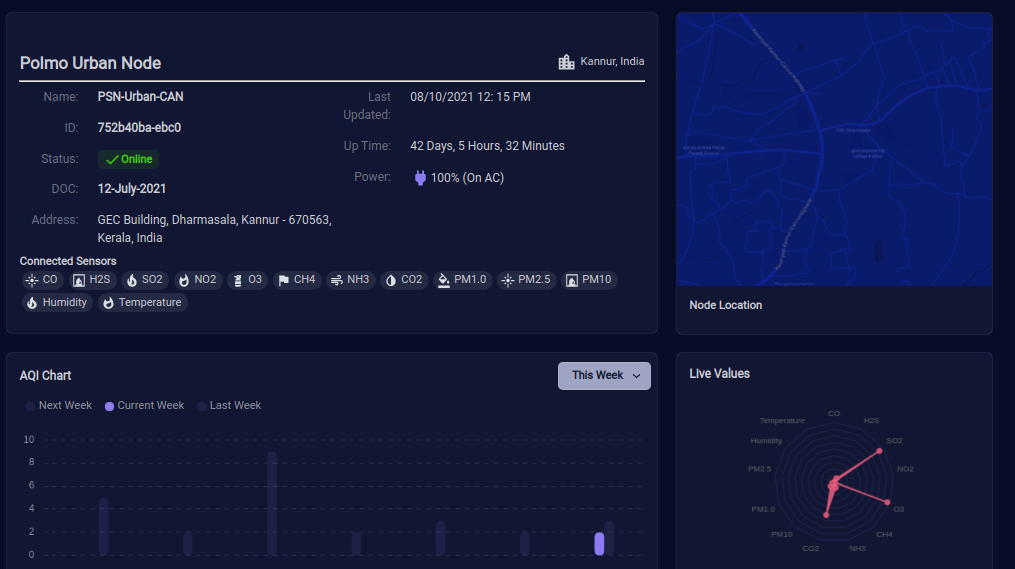 Polmo Urban Node
Kannur, India
Name: PSN-Urban-CAN
ID: 752b40ba-ebc0
Status: Online
DOC: 12-July-2021
Address: GEC Building, Dharmasala, Kannur - 670563,
Kerala, India
Last
Updated:
08/10/2021 12: 15 PM
Up Time: 42 Days, 5 Hours, 32 Minutes
Power: 100% (On AC)
Connected Sensors
CO H2S SO2 NO2 O3 CH4 NH3 CO2 PM1.0 PM2.5 PM10
Humidity Temperature
Node Location
AQI Chart
This Week
Next Week Current Week Last Week
10
8
6
4
2
0
Live Values
CO
H2S
SO2
NO2
O3
CH4
NH3
CO2
PM10
PM1.0
PM2.5
Humidity
Temperature